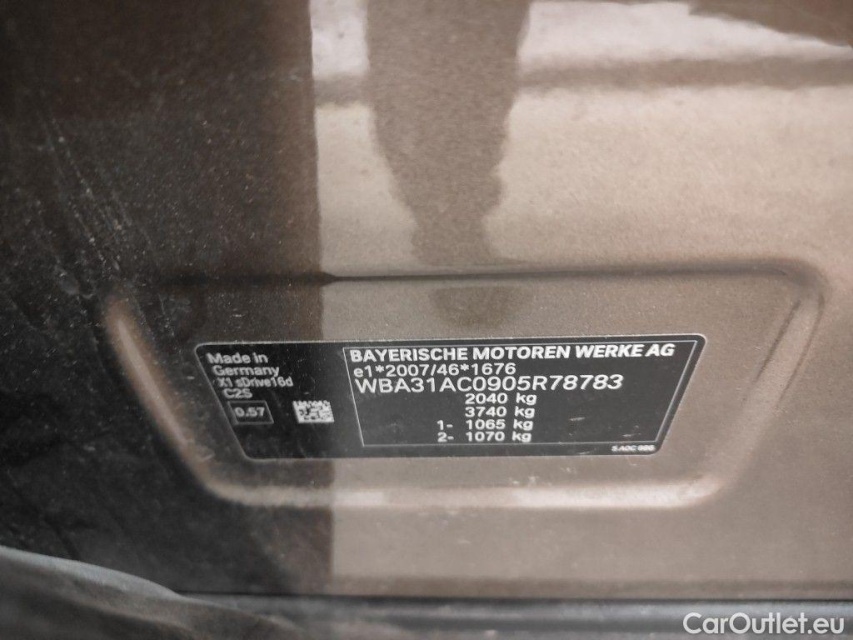 Made in
Germany
X1 sDrive16d
C2S
0.57
BAYERISCHE MOTOREN WERKE AG
e1*2007/46*1676
WBA31AC0905R78783
2040 kg
3740 kg
1- 1065 kg
2- 1070 kg
CarOutlet.eu